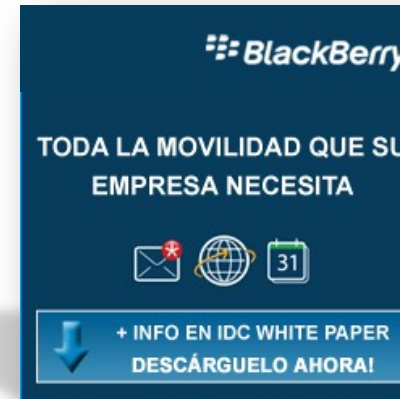 BlackBerry
TODA LA MOVILIDAD QUE SU
EMPRESA NECESITA
31
+ INFO EN IDC WHITE PAPER
DESCÁRGUELO AHORA!